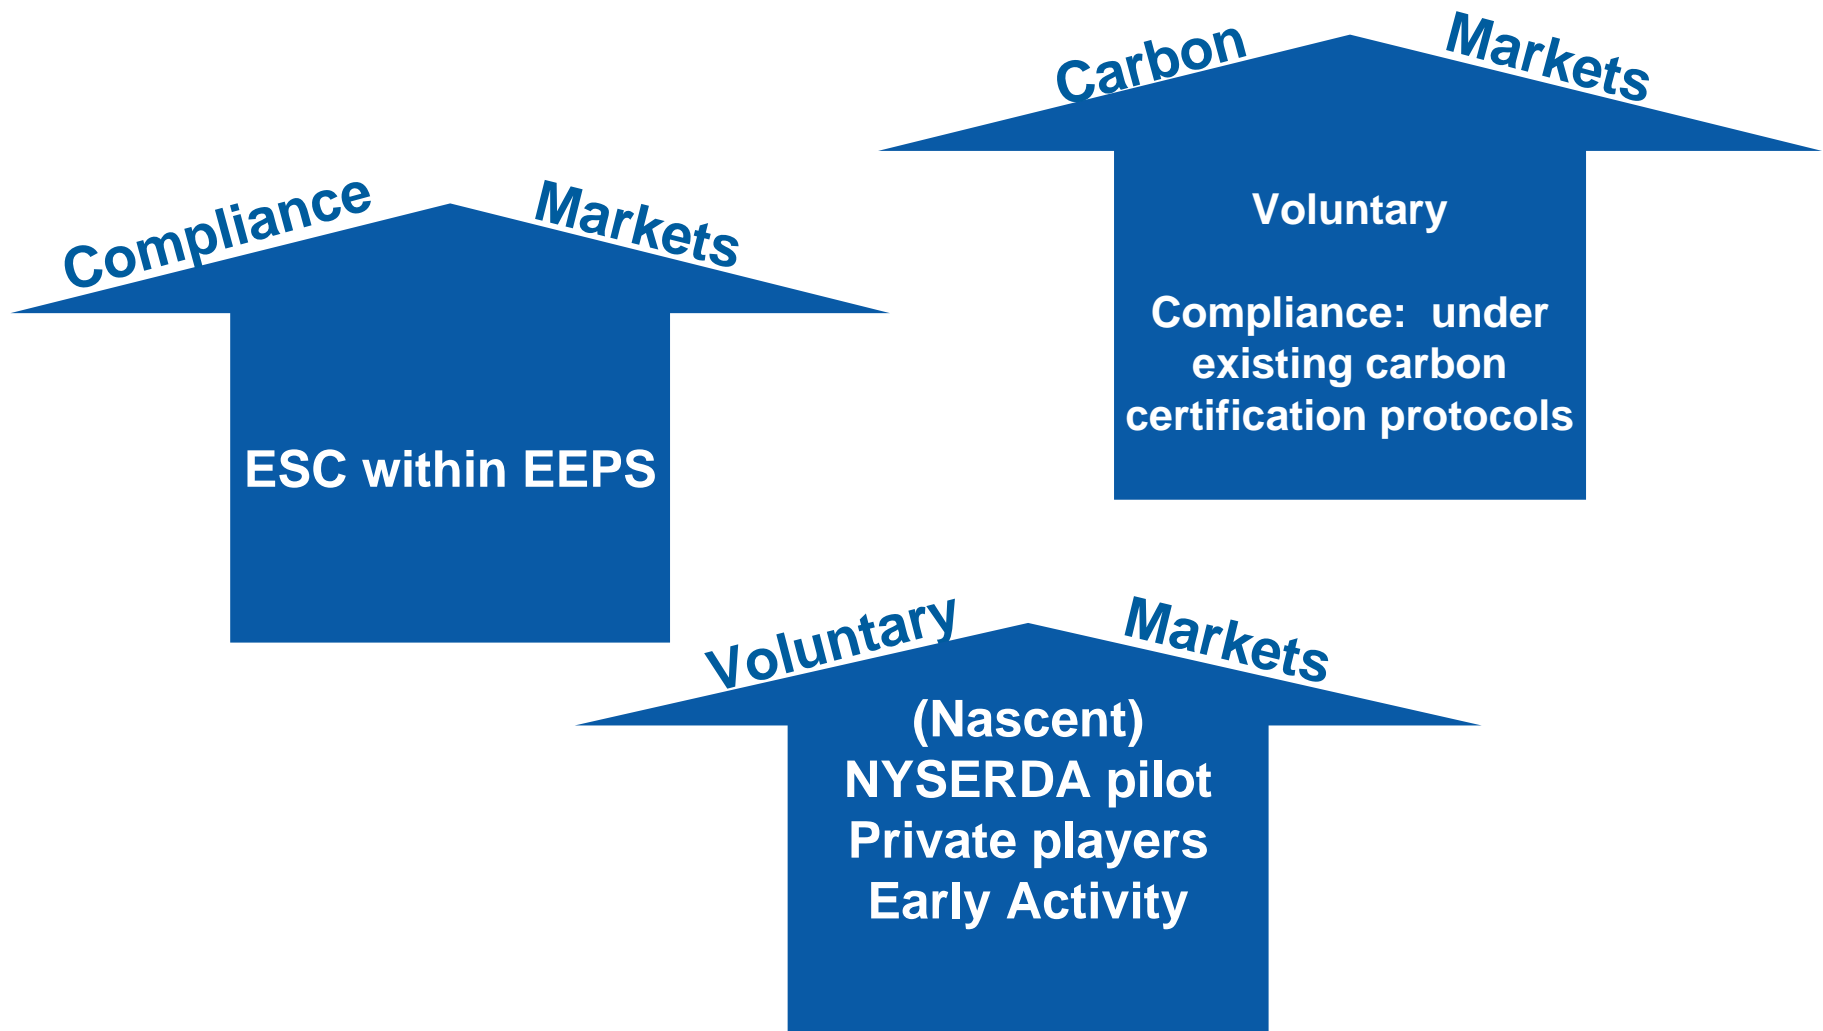 Compliance Markets
ESC within EEPS
Carbon Markets
Voluntary
Compliance:  under
existing carbon
certification protocols
Voluntary Markets
(Nascent)
NYSERDA pilot
Private players
Early Activity